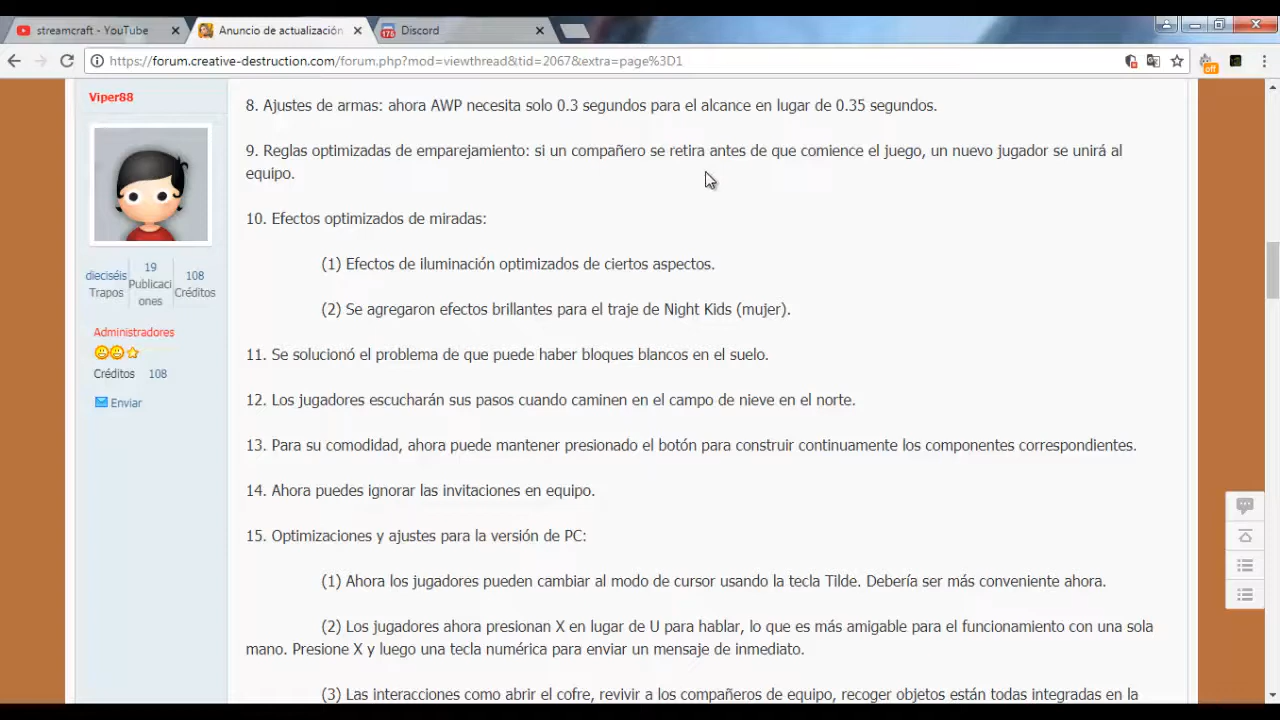 streamcraft - YouTube
Anuncio de actualización
Discord
https://forum.creative-destruction.com/forum.php?mod=viewthread&tid=2067&extra=page%3D1
off
Viper88
dieciséis
Trapos
19
Publicaci
ones
108
Créditos
Administradores
Créditos 108
Enviar
8. Ajustes de armas: ahora AWP necesita solo 0.3 segundos para el alcance en lugar de 0.35 segundos.
9. Reglas optimizadas de emparejamiento: si un compañero se retira antes de que comience el juego, un nuevo jugador se unirá al
equipo.
10. Efectos optimizados de miradas:
(1) Efectos de iluminación optimizados de ciertos aspectos.
(2) Se agregaron efectos brillantes para el traje de Night Kids (mujer).
11. Se solucionó el problema de que puede haber bloques blancos en el suelo.
12. Los jugadores escucharán sus pasos cuando caminen en el campo de nieve en el norte.
13. Para su comodidad, ahora puede mantener presionado el botón para construir continuamente los componentes correspondientes.
14. Ahora puedes ignorar las invitaciones en equipo.
15. Optimizaciones y ajustes para la versión de PC:
(1) Ahora los jugadores pueden cambiar al modo de cursor usando la tecla Tilde. Debería ser más conveniente ahora.
(2) Los jugadores ahora presionan X en lugar de U para hablar, lo que es más amigable para el funcionamiento con una sola
mano. Presione X y luego una tecla numérica para enviar un mensaje de inmediato.
(3) Las interacciones como abrir el cofre, revivir a los compañeros de equipo, recoger objetos están todas integradas en la